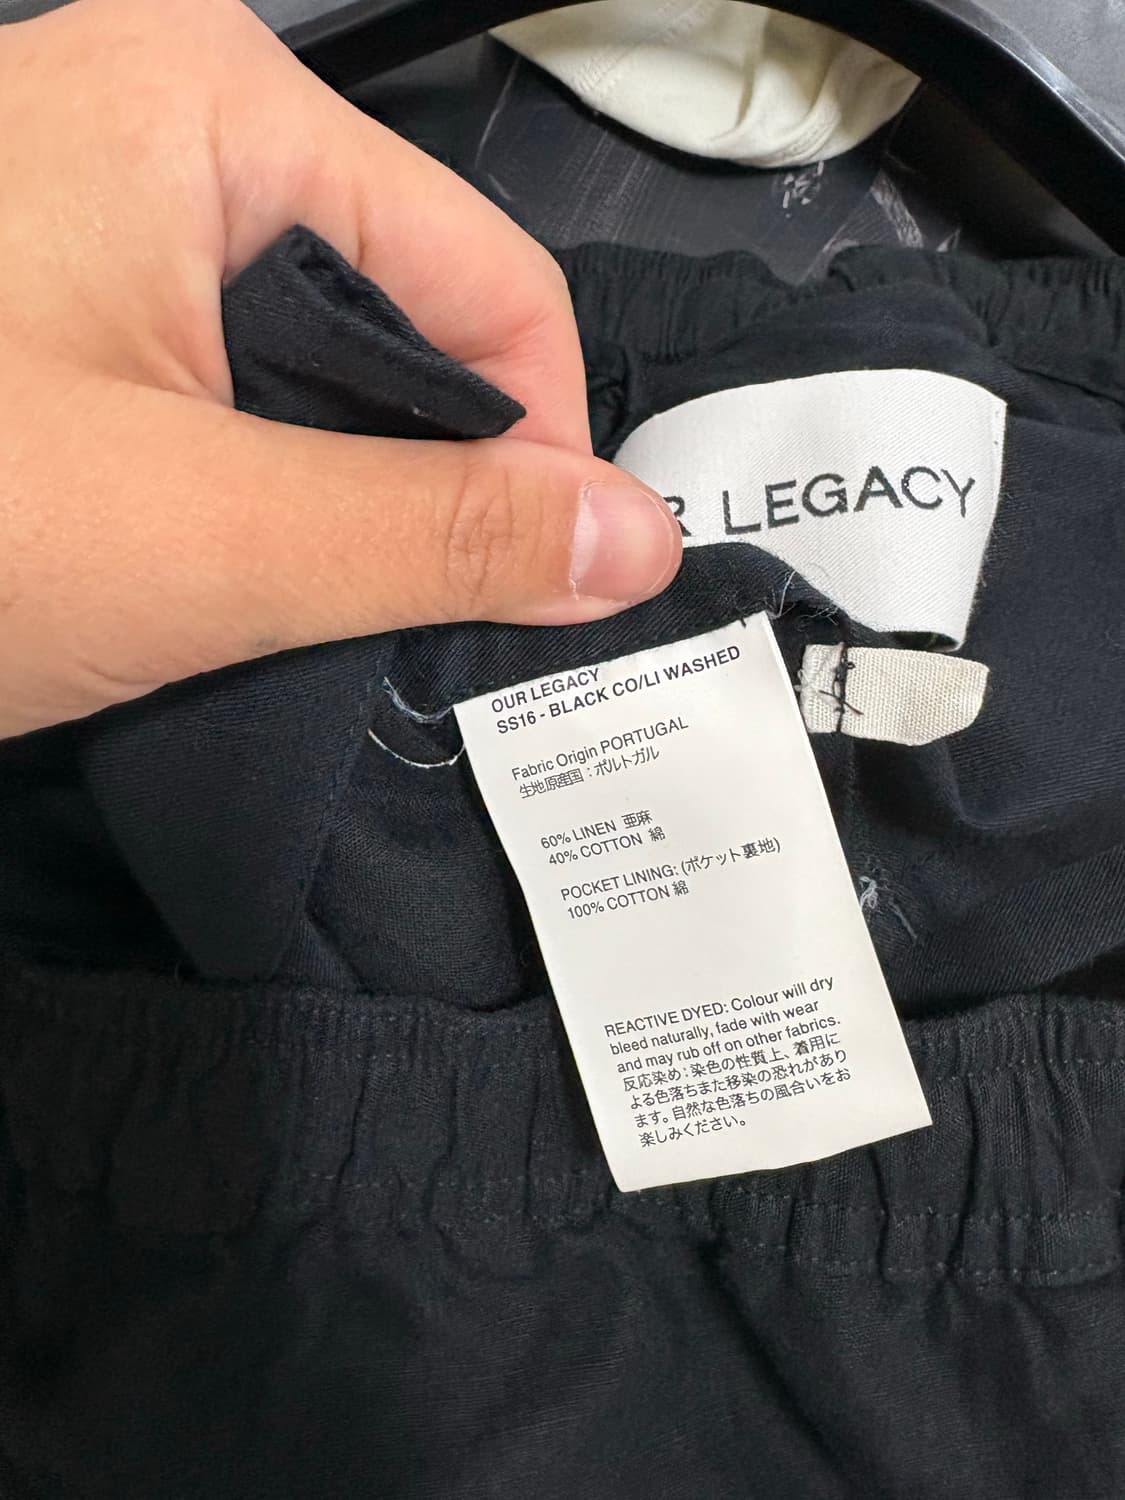 R LEGACY
OUR LEGACY
SS16 - BLACK CO/LI WASHED
Fabric Origin PORTUGAL
生地原産国：ポルトガル
60% LINEN 亜麻
40% COTTON 綿
POCKET LINING: (ポケット裏地)
100% COTTON 綿
REACTIVE DYED: Colour will dry
bleed naturally, fade with wear
and may rub off on other fabrics.
反応染め：染色の性質上、着用に
よる色落ちまた移染の恐れがあり
ます。自然な色落ちの風合いをお
楽しみください。